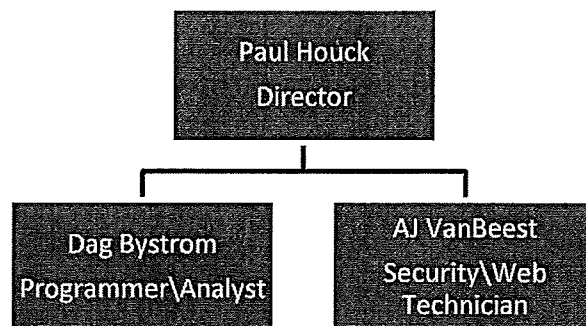 Paul Houck
Director
Dag Bystrom
Programmer\Analyst
AJ VanBeest
Security\Web
Technician